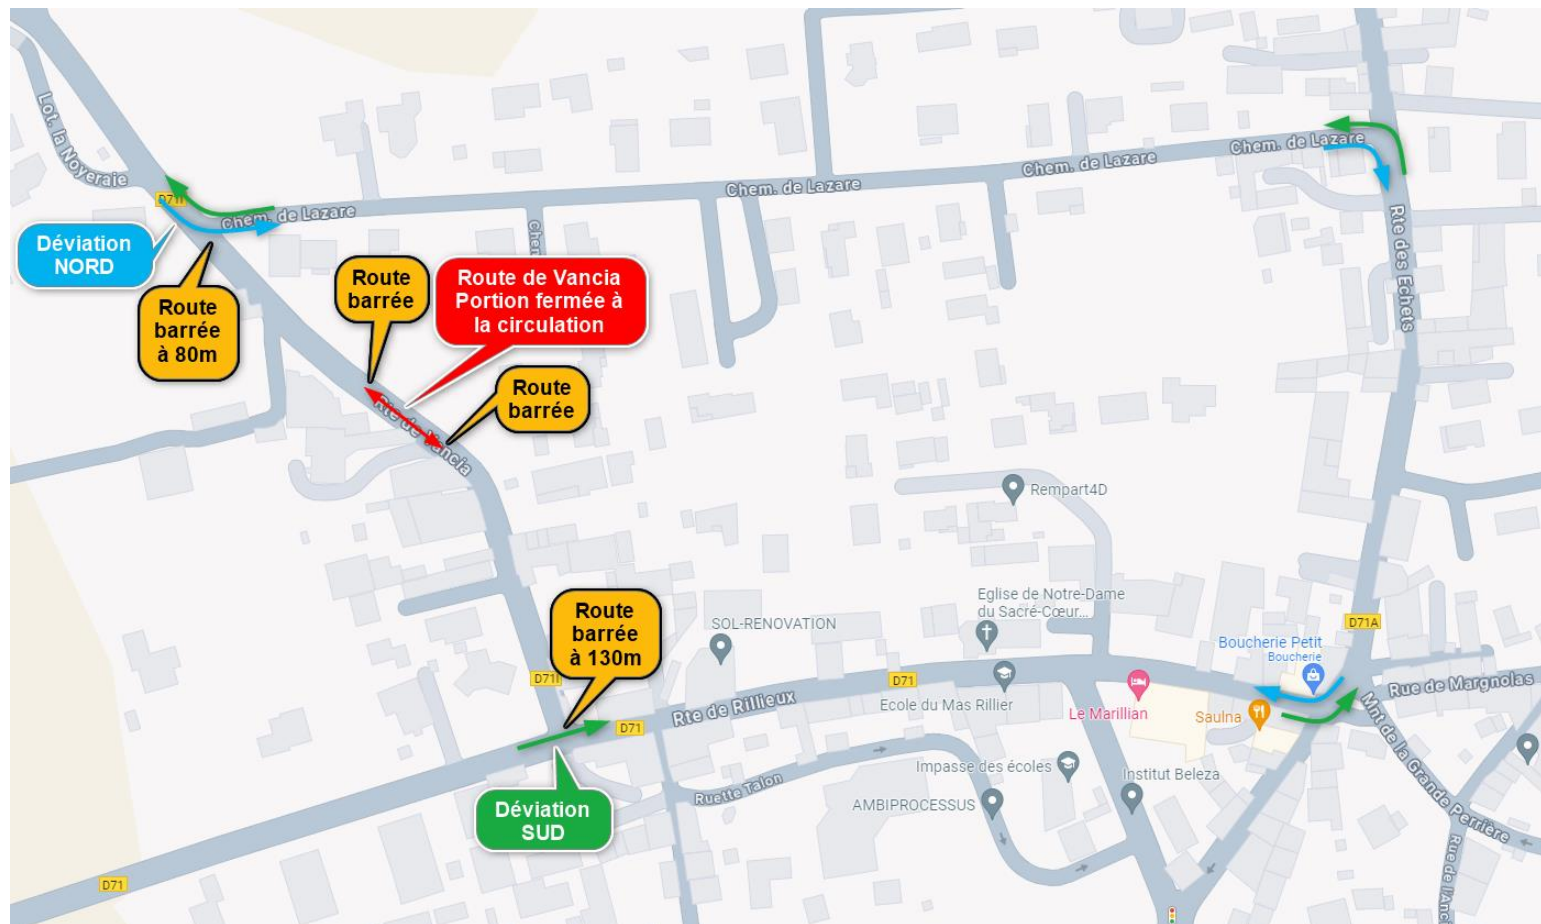 Lot. la Noyeraie
D71I
Chem. de Lazare
Chem. de Lazare
Chem. de Lazare
Chem. de Lazare
Déviation
NORD
Route
barrée
à 80m
Route
barrée
Route de Vancia
Portion fermée à
la circulation
Route
barrée
Rte de Vancia
Rte des Echets
Rempart4D
Eglise de Notre-Dame
du Sacré-Cœur...
SOL-RENOVATION
Route
barrée
à 130m
D71I
D71
Rte de Rillieux
D71
Ecole du Mas Rillier
Le Marillian
Boucherie Petit
Boucherie
Saulna
D71A
Rue de Margnolas
Mnt de la Grande Perrière
Ruette Talon
Impasse des écoles
Institut Beleza
AMBIPROCESSUS
Déviation
SUD
D71